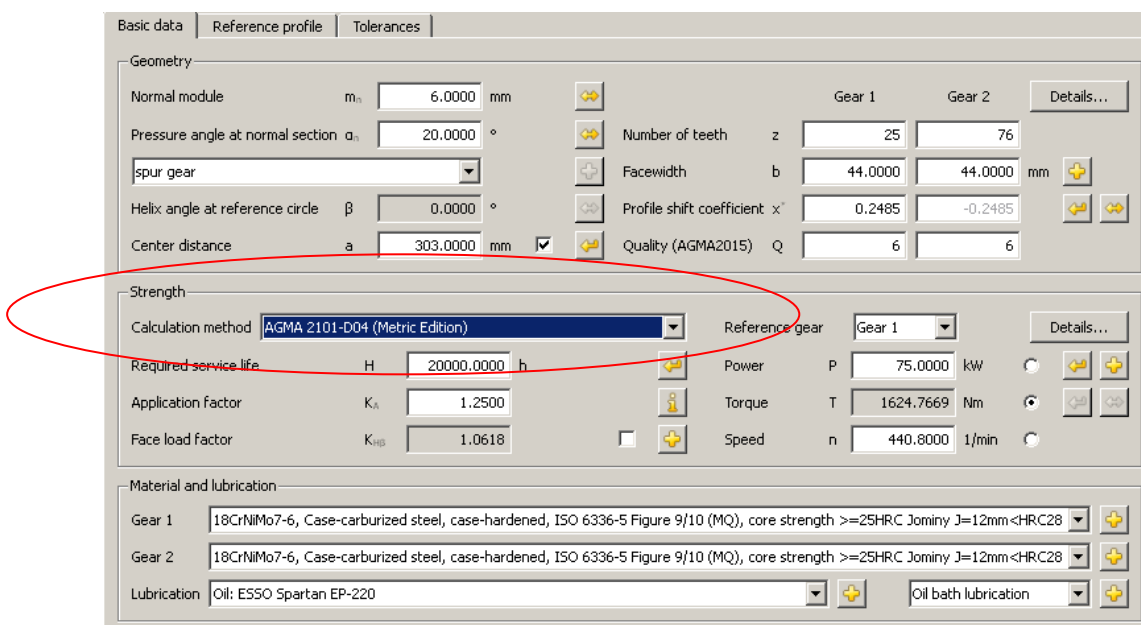 Basic data Reference profile Tolerances
Geometry
Normal module mn 6.0000 mm Gear 1 Gear 2 Details...
Pressure angle at normal section αn 20.0000 ° Number of teeth z 25 76
spur gear Facewidth b 44.0000 44.0000 mm
Helix angle at reference circle β 0.0000 ° Profile shift coefficient x* 0.2485 -0.2485
Center distance a 303.0000 mm Quality (AGMA2015) Q 6 6
Strength
Calculation method AGMA 2101-D04 (Metric Edition) Reference gear Gear 1 Details...
Required service life H 20000.0000 h Power P 75.0000 kW
Application factor KA 1.2500 Torque T 1624.7669 Nm
Face load factor KHβ 1.0618 Speed n 440.8000 1/min
Material and lubrication
Gear 1 18CrNiMo7-6, Case-carburized steel, case-hardened, ISO 6336-5 Figure 9/10 (MQ), core strength >=25HRC Jominy J=12mm<HRC28
Gear 2 18CrNiMo7-6, Case-carburized steel, case-hardened, ISO 6336-5 Figure 9/10 (MQ), core strength >=25HRC Jominy J=12mm<HRC28
Lubrication Oil: ESSO Spartan EP-220 Oil bath lubrication